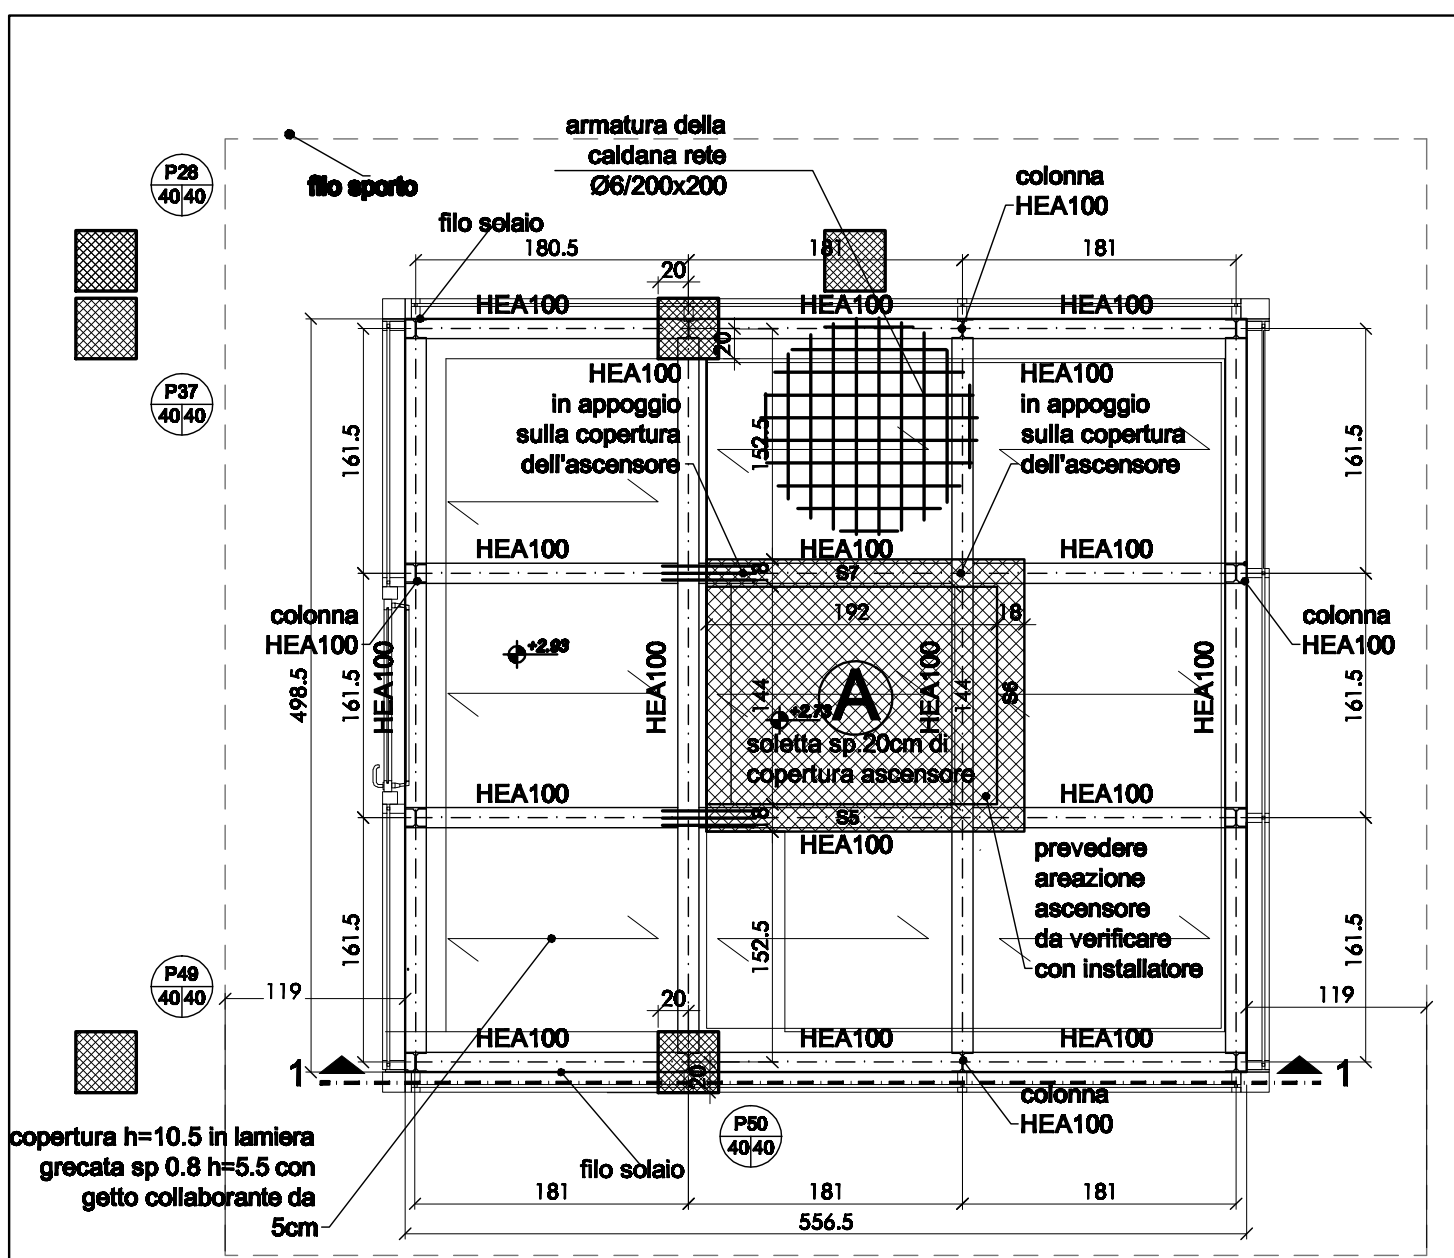 armatura della
caldana rete
Ø6/200x200
P28
40 40
filo sporto
colonna
HEA100
filo solaio
180.5
181
181
20
HEA100
HEA100
HEA100
20
P37
40 40
HEA100
in appoggio
sulla copertura
dell'ascensore
HEA100
in appoggio
sulla copertura
dell'ascensore
161.5
152.5
161.5
HEA100
HEA100
HEA100
8
S7
colonna
HEA100
192
18
colonna
HEA100
+2.93
498.5
161.5
HEA100
HEA100
144
A
HEA100
144
S6
HEA100
161.5
+2.73
soletta sp.20cm di
copertura ascensore
HEA100
HEA100
8
S5
HEA100
prevedere
areazione
ascensore
da verificare
con installatore
161.5
152.5
161.5
P49
40 40
119
20
119
HEA100
HEA100
HEA100
1
20
1
colonna
HEA100
P50
40 40
copertura h=10.5 in lamiera
grecata sp 0.8 h=5.5 con
getto collaborante da
5cm
filo solaio
181
181
181
556.5